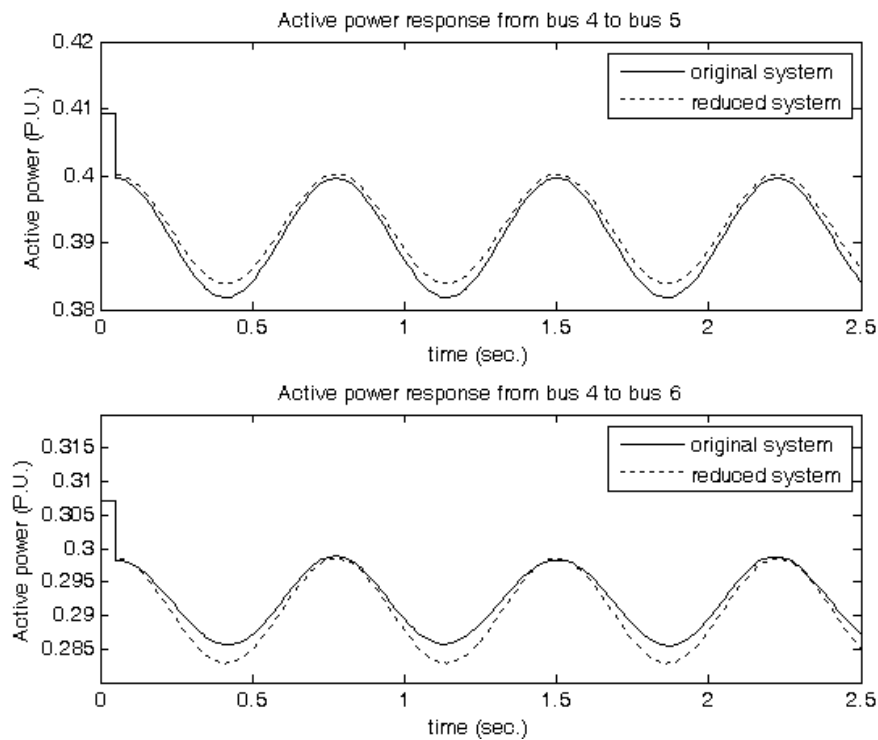 Active power response from bus 4 to bus 5
0.42
0.41
0.4
0.39
0.38
Active power (P.U.)
original system
reduced system
0
0.5
1
1.5
2
2.5
time (sec.)
Active power response from bus 4 to bus 6
0.315
0.31
0.305
0.3
0.295
0.29
0.285
Active power (P.U.)
original system
reduced system
0
0.5
1
1.5
2
2.5
time (sec.)